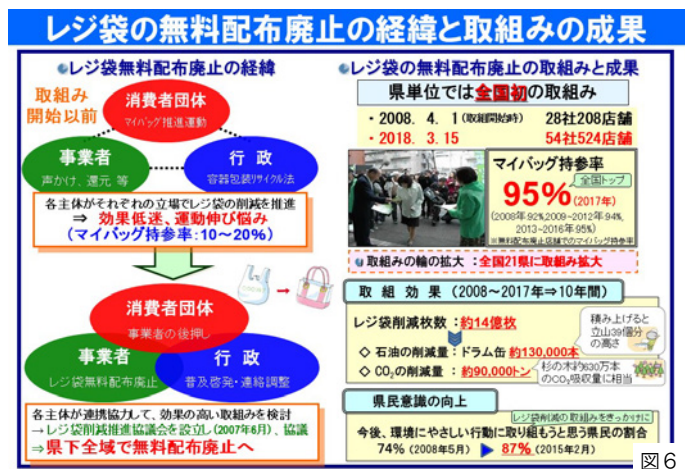 レジ袋の無料配布廃止の経緯と取組みの成果
レジ袋無料配布廃止の経緯
取組み
開始以前
消費者団体
マイバッグ推進運動
事業者
声かけ、還元 等
行 政
容器包装リサイクル法
各主体がそれぞれの立場でレジ袋の削減を推進
⇒ 効果低迷、運動伸び悩み
(マイバッグ持参率:10～20%)
消費者団体
事業者の後押し
事業者
レジ袋無料配布廃止
行 政
普及啓発・連絡調整
各主体が連携協力して、効果の高い取組みを検討
→レジ袋削減推進協議会を設立し(2007年6月)、協議
⇒県下全域で無料配布廃止へ
レジ袋の無料配布廃止の取組みと成果
県単位では全国初の取組み
・2008. 4. 1(取組開始時) 28社208店舗
・2018. 3.15 54社524店舗
マイバッグ持参率
全国トップ
95%(2017年)
(2008年92%,2009~2012年94%,
2013~2016年95%)
※無料配布廃止店舗でのマイバッグ持参率
取組みの輪の拡大 :全国21県に取組み拡大
取 組 効 果 (2008～2017年⇒10年間)
レジ袋削減枚数 :約14億枚
積み上げると
立山39個分
の高さ
◇ 石油の削減量 : ドラム缶 約130,000本
◇ CO₂の削減量 : 約90,000トン
杉の木約630万本
のCO₂吸収量に相当
県民意識の向上
レジ袋削減の取組みをきっかけに
今後、環境にやさしい行動に取り組もうと思う県民の割合
74% (2008年5月) 87% (2015年2月)
図6